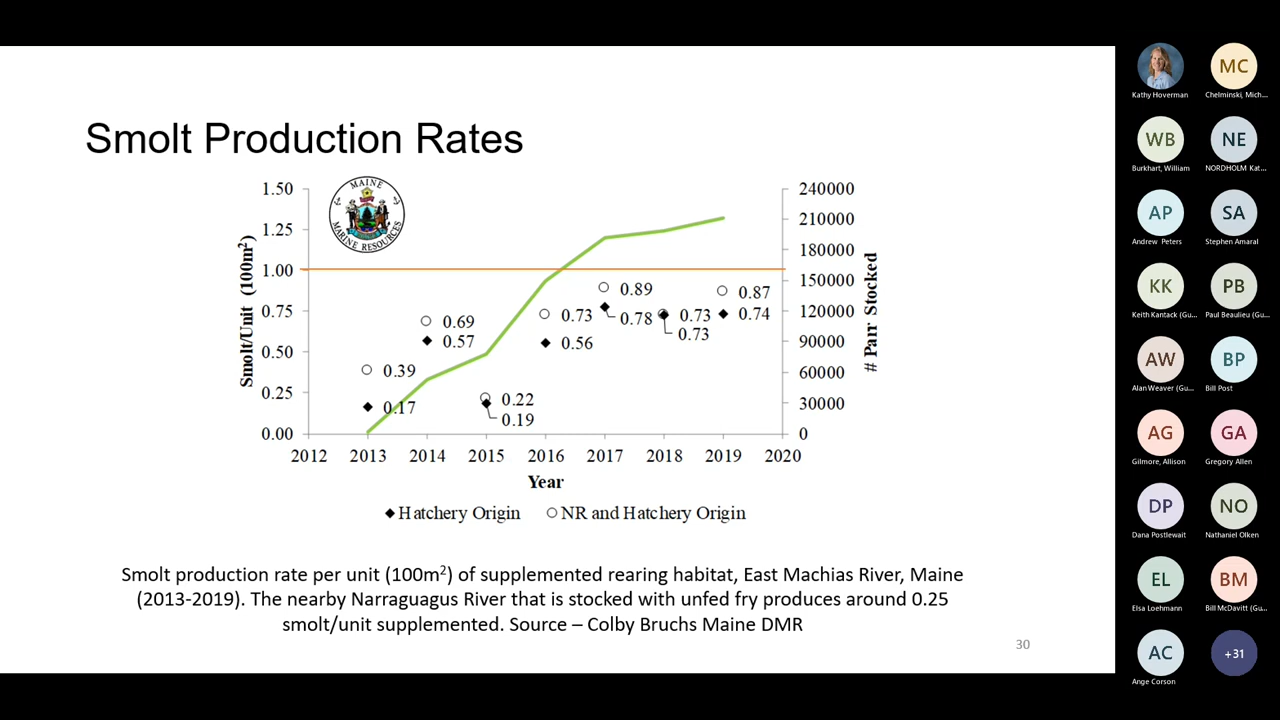 Smolt Production Rates
MAINE
MARINE RESOURCES
1.50
1.25
1.00
0.75
0.50
0.25
0.00
Smolt/Unit (100m²)
240000
210000
180000
150000
120000
90000
60000
30000
0
# Parr Stocked
0.39
0.17
0.69
0.57
0.22
0.19
0.73
0.56
0.89
0.78
0.73
0.73
0.87
0.74
2012 2013 2014 2015 2016 2017 2018 2019 2020
Year
Hatchery Origin NR and Hatchery Origin
Smolt production rate per unit (100m²) of supplemented rearing habitat, East Machias River, Maine
(2013-2019). The nearby Narraguagus River that is stocked with unfed fry produces around 0.25
smolt/unit supplemented. Source – Colby Bruchs Maine DMR
30
MC
Kathy Hoverman Chelminski, Mich...
WB NE
Burkhart, William NORDHOLM Kat...
AP SA
Andrew Peters Stephen Amaral
KK PB
Keith Kantack (Gu... Paul Beaulieu (Gu...
AW BP
Alan Weaver (Gu... Bill Post
AG GA
Gilmore, Allison Gregory Allen
DP NO
Dana Postlewait Nathaniel Olken
EL BM
Elsa Loehmann Bill McDavitt (Gu...
AC +31
Ange Corson